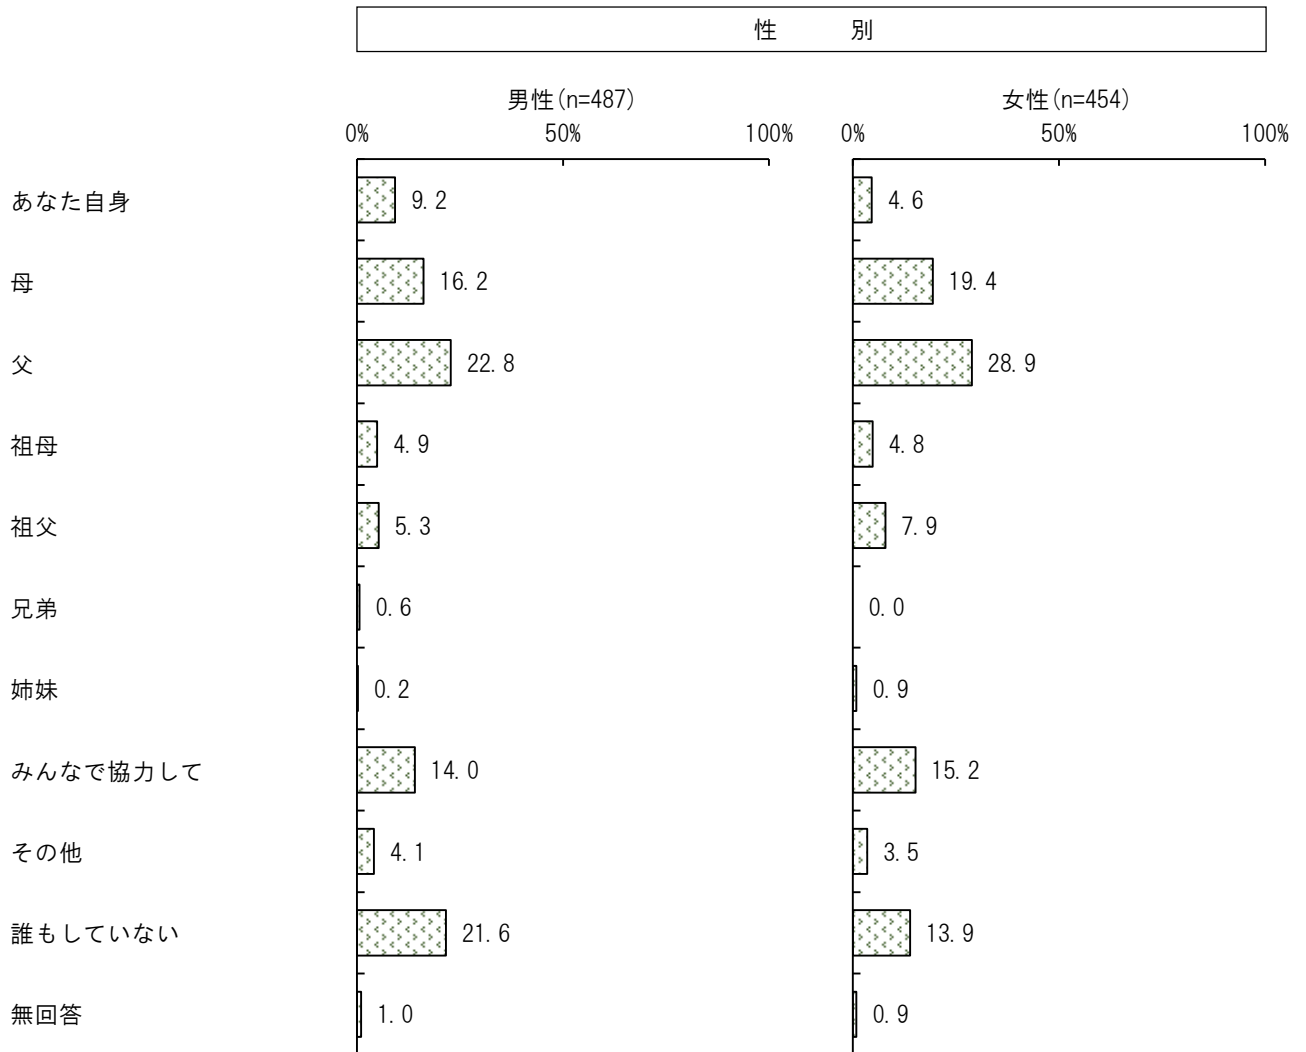 性 別
男性(n=487) 女性(n=454)
0% 50% 100% 0% 50% 100%
あなた自身 9.2 4.6
母 16.2 19.4
父 22.8 28.9
祖母 4.9 4.8
祖父 5.3 7.9
兄弟 0.6 0.0
姉妹 0.2 0.9
みんなで協力して 14.0 15.2
その他 4.1 3.5
誰もしていない 21.6 13.9
無回答 1.0 0.9